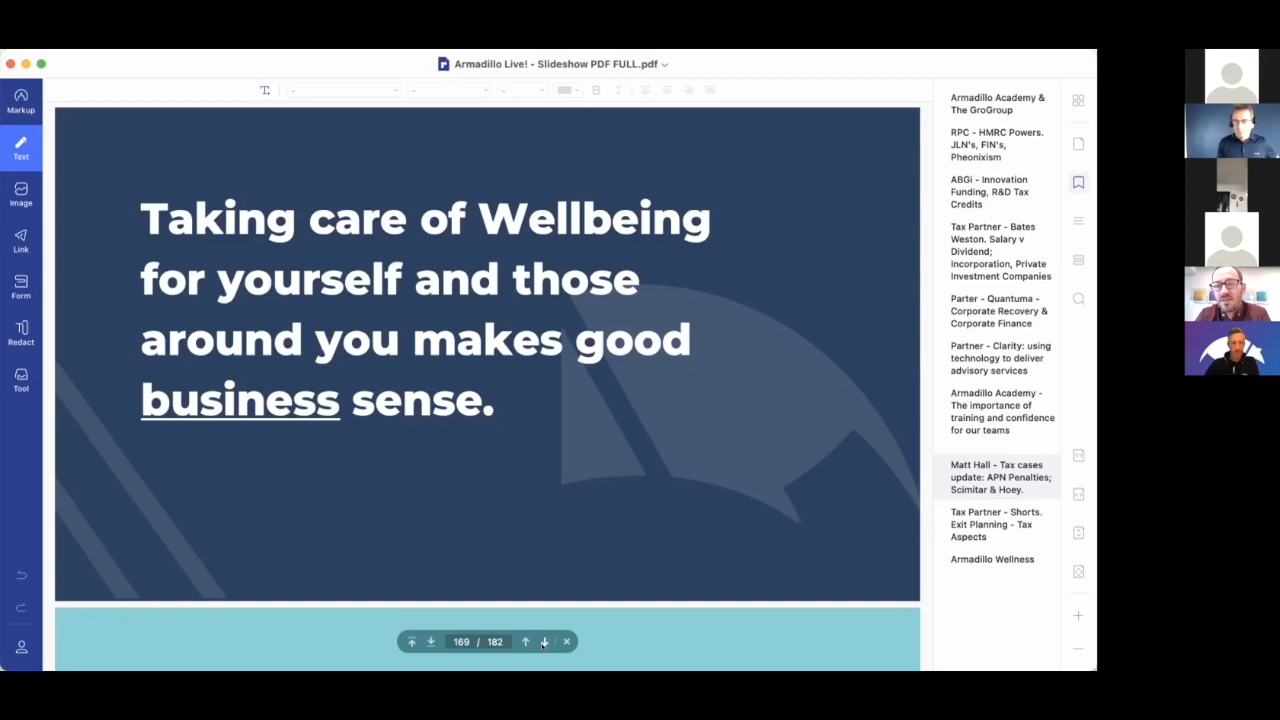 Armadillo Live! - Slideshow PDF FULL.pdf
Markup
Text
Image
Link
Form
Redact
Tool
B
I
Taking care of Wellbeing
for yourself and those
around you makes good
business sense.
169 / 182
Armadillo Academy &
The GroGroup
RPC - HMRC Powers.
JLN's, FIN's,
Pheonixism
ABGi - Innovation
Funding, R&D Tax
Credits
Tax Partner - Bates
Weston. Salary v
Dividend;
Incorporation, Private
Investment Companies
Parter - Quantuma -
Corporate Recovery &
Corporate Finance
Partner - Clarity: using
technology to deliver
advisory services
Armadillo Academy -
The importance of
training and confidence
for our teams
Matt Hall - Tax cases
update: APN Penalties;
Scimitar & Hoey.
Tax Partner - Shorts.
Exit Planning - Tax
Aspects
Armadillo Wellness